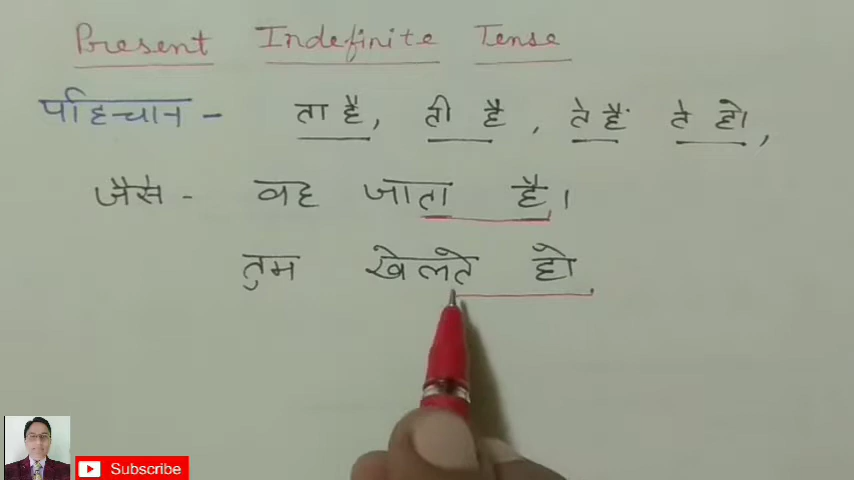 Present Indefinite Tense
पहिचान - ता है, ती है, ते हैं ते हो,
जैसे - वह जाता है।
तुम खेलते हो
Subscribe